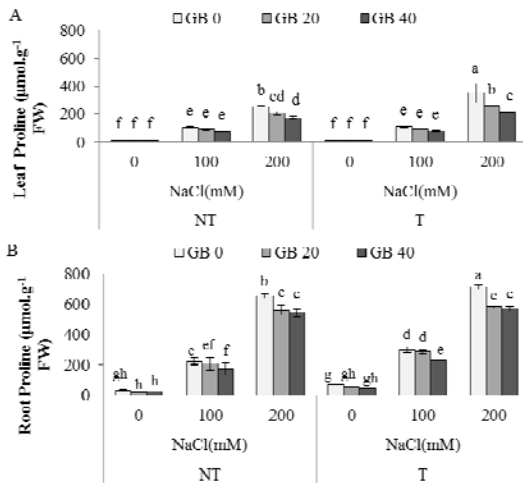 A
GB 0 GB 20 GB 40
Leaf Proline (µmol.g⁻¹ FW)
800
600
400
200
0
f f f e e e b cd d f f f e e e a b c
0 100 200 0 100 200
NaCl(mM) NaCl(mM)
NT T
B
GB 0 GB 20 GB 40
Root Proline (µmol.g⁻¹ FW)
800
600
400
200
0
gh h h e ef f b c c g gh gh d d e a c c
0 100 200 0 100 200
NaCl(mM) NaCl(mM)
NT T